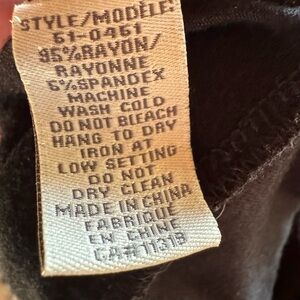 STYLE/MODÈLE
61-0461
95%RAYON/
RAYONNE
5%SPANDEX
MACHINE
WASH COLD
DO NOT BLEACH
HANG TO DRY
IRON AT
LOW SETTING
DO NOT
DRY CLEAN
MADE IN CHINA
FABRIQUE
EN CHINE
CA#11319